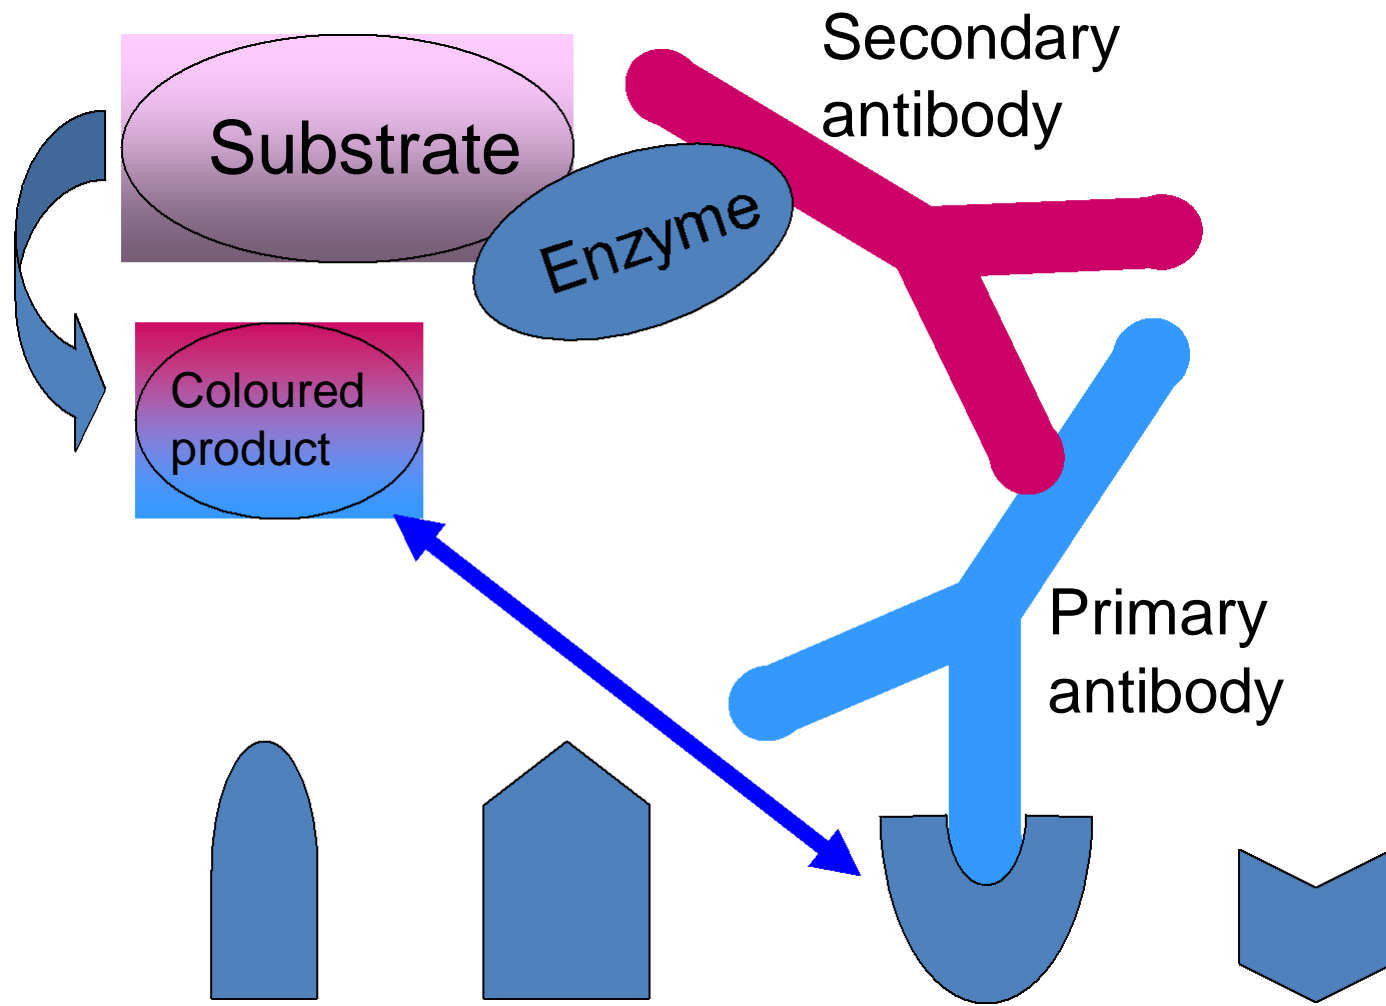 Secondary
antibody
Substrate
Enzyme
Coloured
product
Primary
antibody